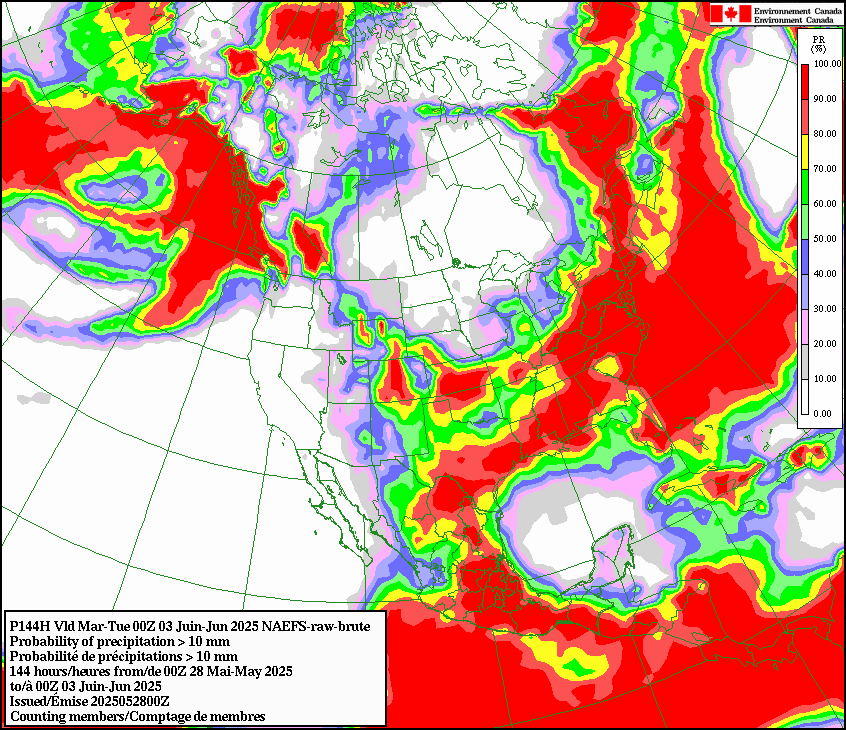 Environnement Canada
Environment Canada
PR
(%)
100.00
90.00
80.00
70.00
60.00
50.00
40.00
30.00
20.00
10.00
0.00
P144H Vld Mar-Tue 00Z 03 Juin-Jun 2025 NAEFS-raw-brute
Probability of precipitation > 10 mm
Probabilité de précipitations > 10 mm
144 hours/heures from/de 00Z 28 Mai-May 2025
to/à 00Z 03 Juin-Jun 2025
Issued/Émise 2025052800Z
Counting members/Comptage de membres